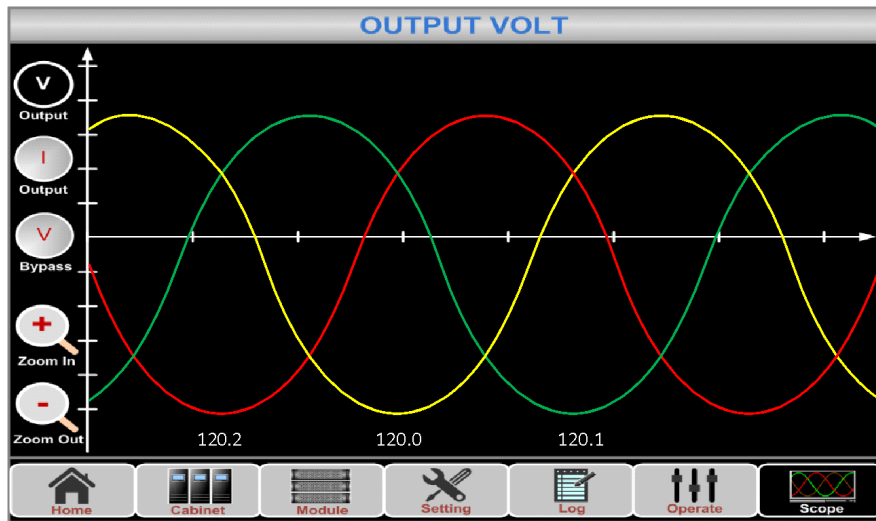 OUTPUT VOLT
V
Output
I
Output
V
Bypass
+
Zoom In
-
Zoom Out
120.2 120.0 120.1
Home Cabinet Module Setting Log Operate Scope